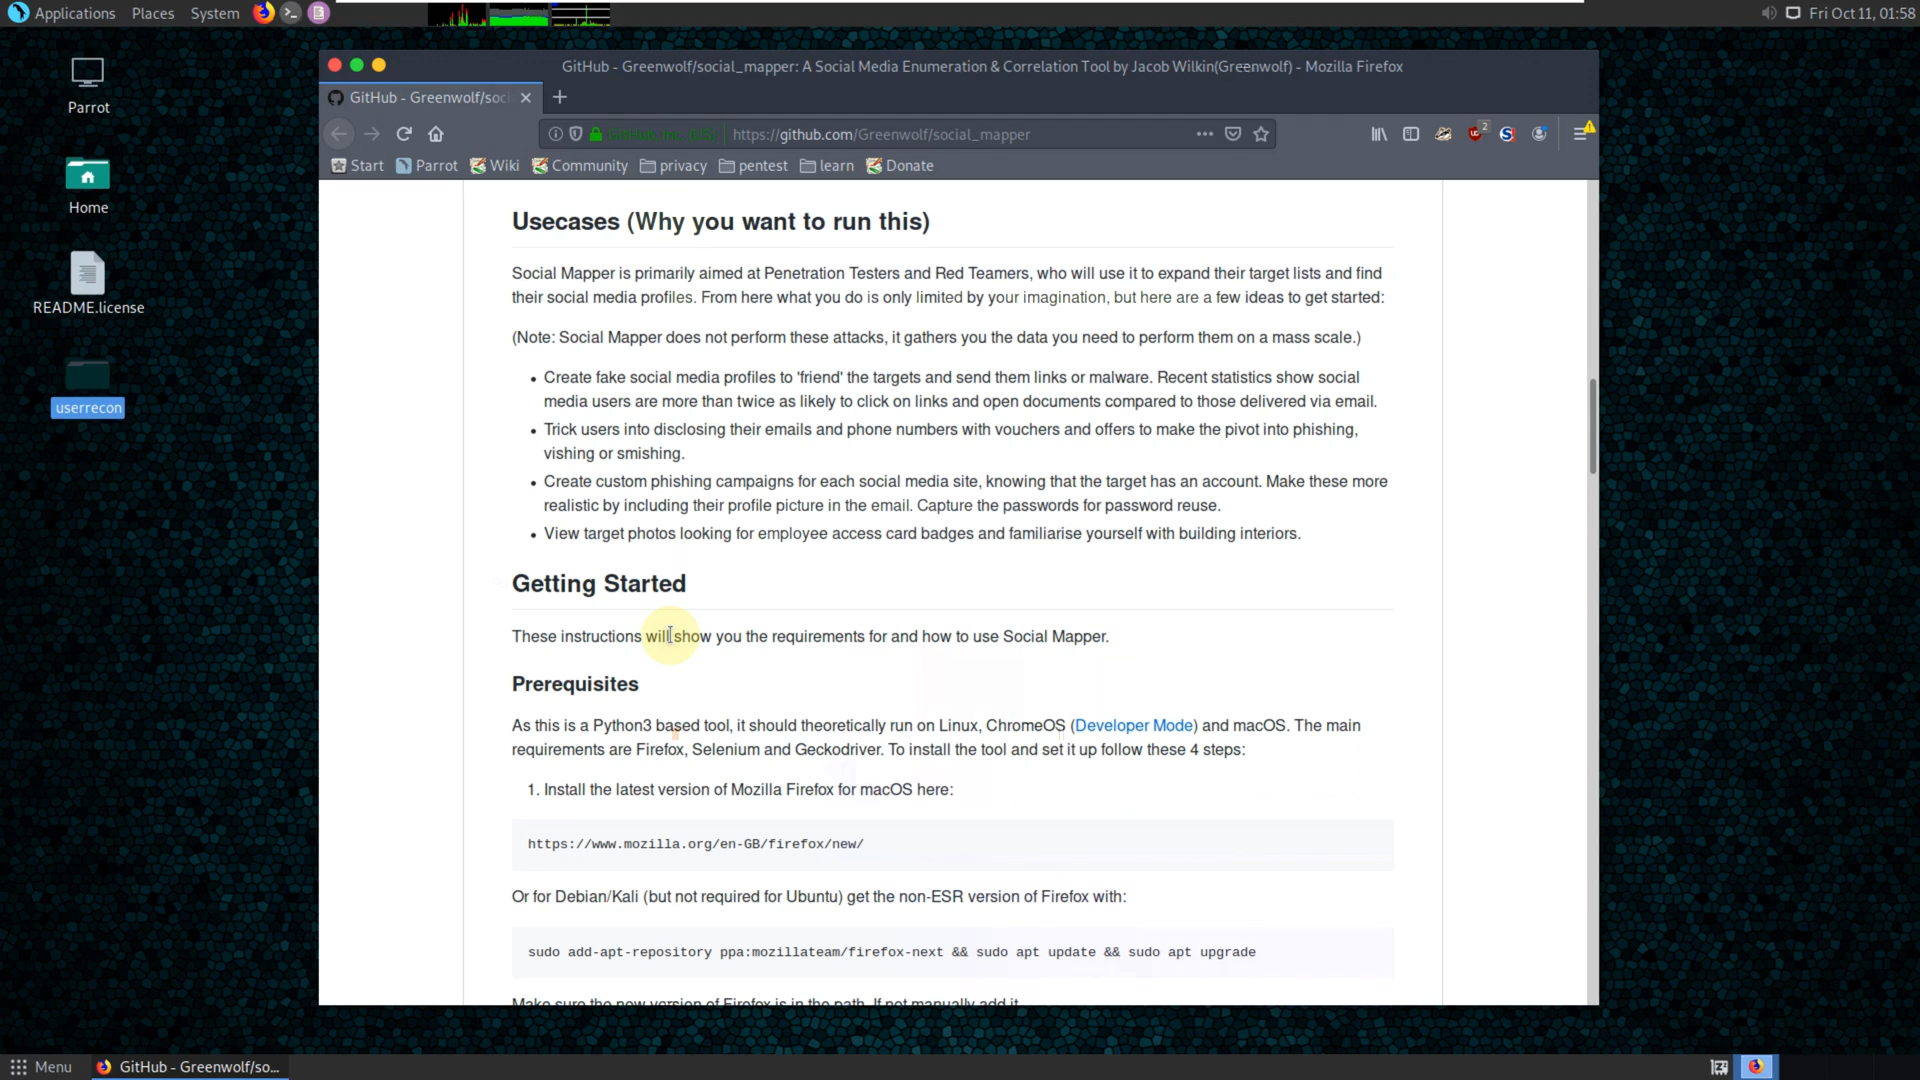 Applications Places System
Fri Oct 11, 01:58
Parrot
Home
README.license
userrecon
GitHub - Greenwolf/social_mapper: A Social Media Enumeration & Correlation Tool by Jacob Wilkin(Greenwolf) - Mozilla Firefox
GitHub - Greenwolf/soci
https://github.com/Greenwolf/social_mapper
2
Start Parrot Wiki Community privacy pentest learn Donate
Usecases (Why you want to run this)
Social Mapper is primarily aimed at Penetration Testers and Red Teamers, who will use it to expand their target lists and find
their social media profiles. From here what you do is only limited by your imagination, but here are a few ideas to get started:
(Note: Social Mapper does not perform these attacks, it gathers you the data you need to perform them on a mass scale.)
• Create fake social media profiles to 'friend' the targets and send them links or malware. Recent statistics show social
media users are more than twice as likely to click on links and open documents compared to those delivered via email.
• Trick users into disclosing their emails and phone numbers with vouchers and offers to make the pivot into phishing,
vishing or smishing.
• Create custom phishing campaigns for each social media site, knowing that the target has an account. Make these more
realistic by including their profile picture in the email. Capture the passwords for password reuse.
• View target photos looking for employee access card badges and familiarise yourself with building interiors.
Getting Started
These instructions will show you the requirements for and how to use Social Mapper.
Prerequisites
As this is a Python3 based tool, it should theoretically run on Linux, ChromeOS (Developer Mode) and macOS. The main
requirements are Firefox, Selenium and Geckodriver. To install the tool and set it up follow these 4 steps:
1. Install the latest version of Mozilla Firefox for macOS here:
https://www.mozilla.org/en-GB/firefox/new/
Or for Debian/Kali (but not required for Ubuntu) get the non-ESR version of Firefox with:
sudo add-apt-repository ppa:mozillateam/firefox-next && sudo apt update && sudo apt upgrade
Make sure the new version of Firefox is in the path. If not manually add it.
Menu GitHub - Greenwolf/so...